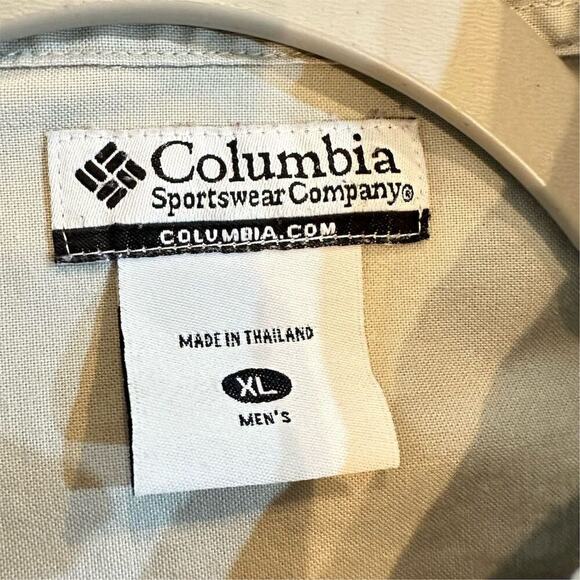 Columbia
Sportswear Company®
COLUMBIA.COM
MADE IN THAILAND
XL
MEN'S